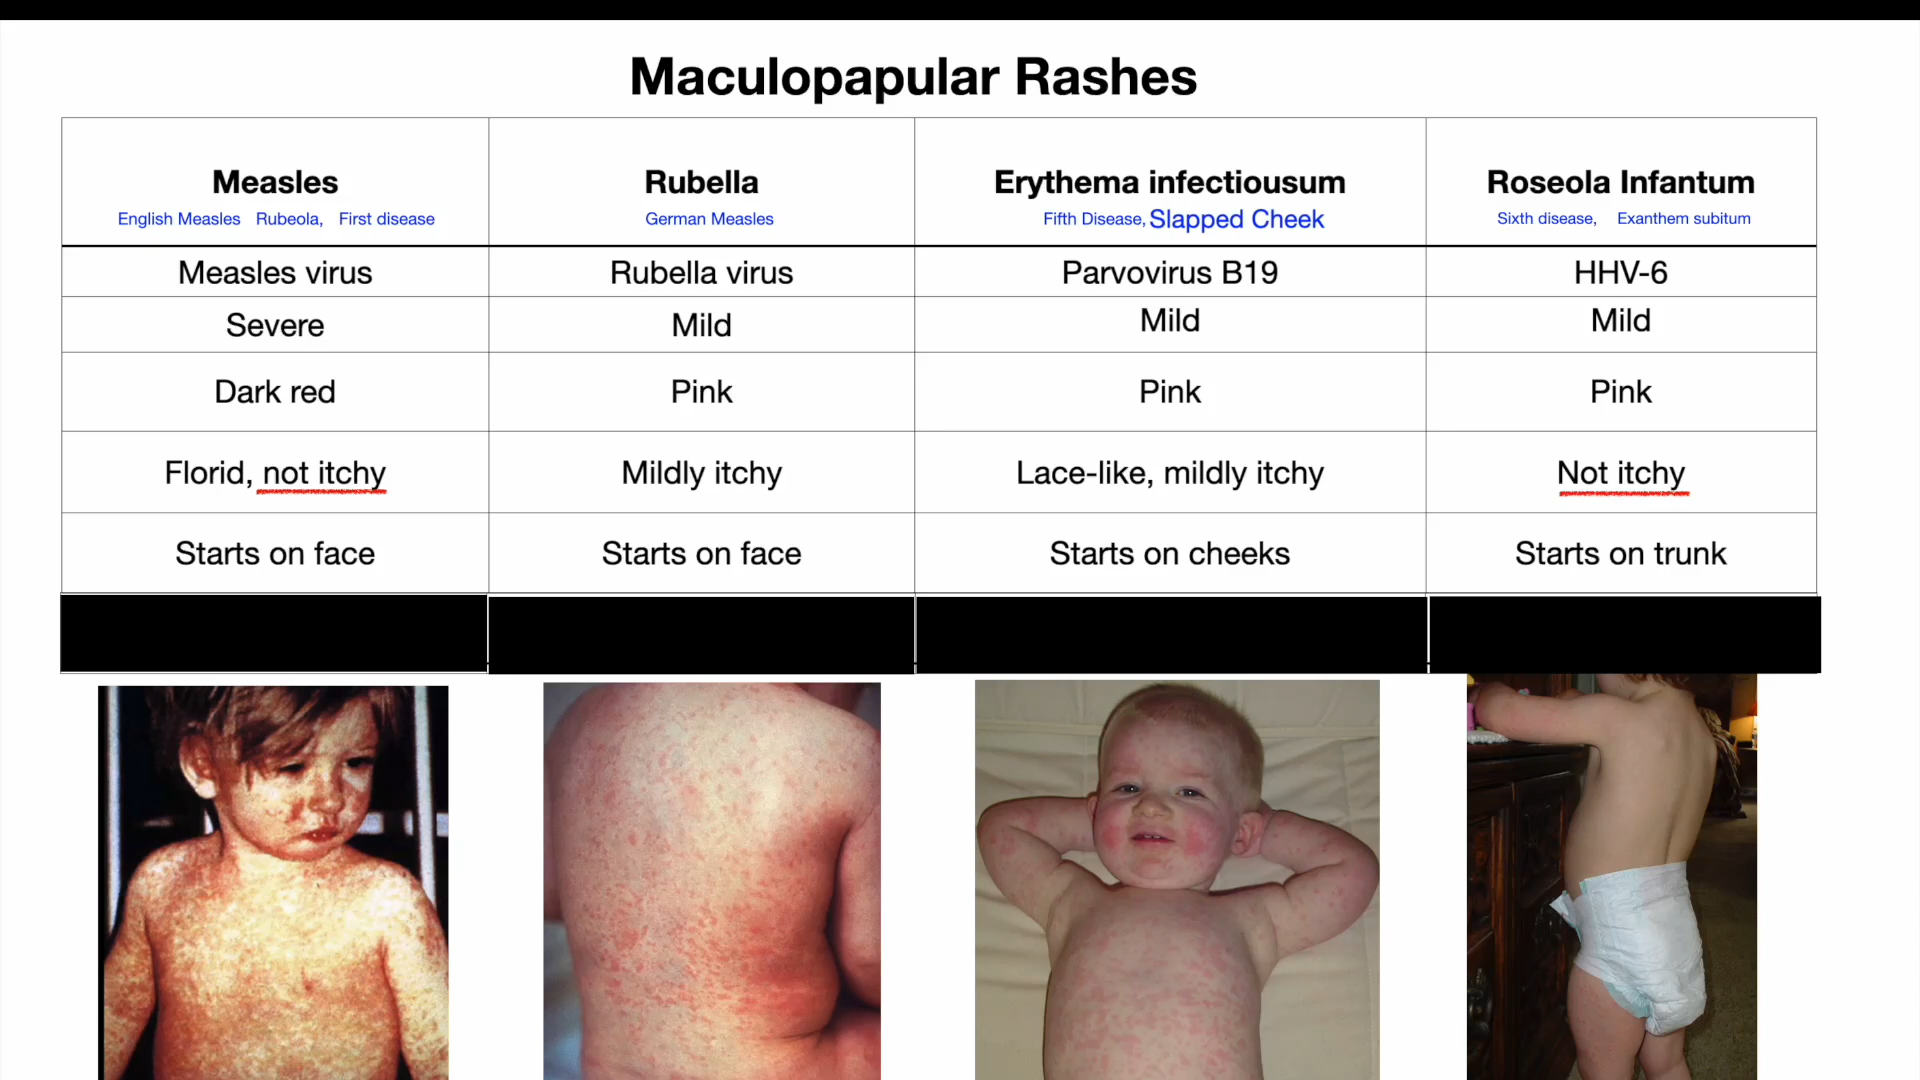 Maculopapular Rashes
Measles Rubella Erythema infectiousum Roseola Infantum
English Measles Rubeola, First disease German Measles Fifth Disease, Slapped Cheek Sixth disease, Exanthem subitum
Measles virus Rubella virus Parvovirus B19 HHV-6
Severe Mild Mild Mild
Dark red Pink Pink Pink
Florid, not itchy Mildly itchy Lace-like, mildly itchy Not itchy
Starts on face Starts on face Starts on cheeks Starts on trunk